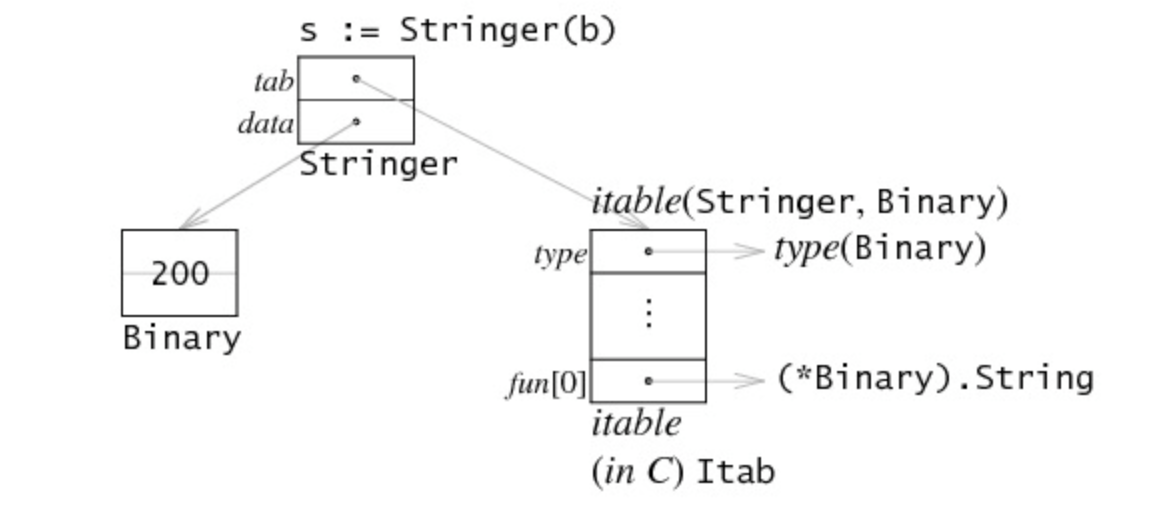 s := Stringer(b)
tab
data
Stringer
itable(Stringer, Binary)
type
type(Binary)
200
Binary
fun[0]
(*Binary).String
itable
(in C) Itab